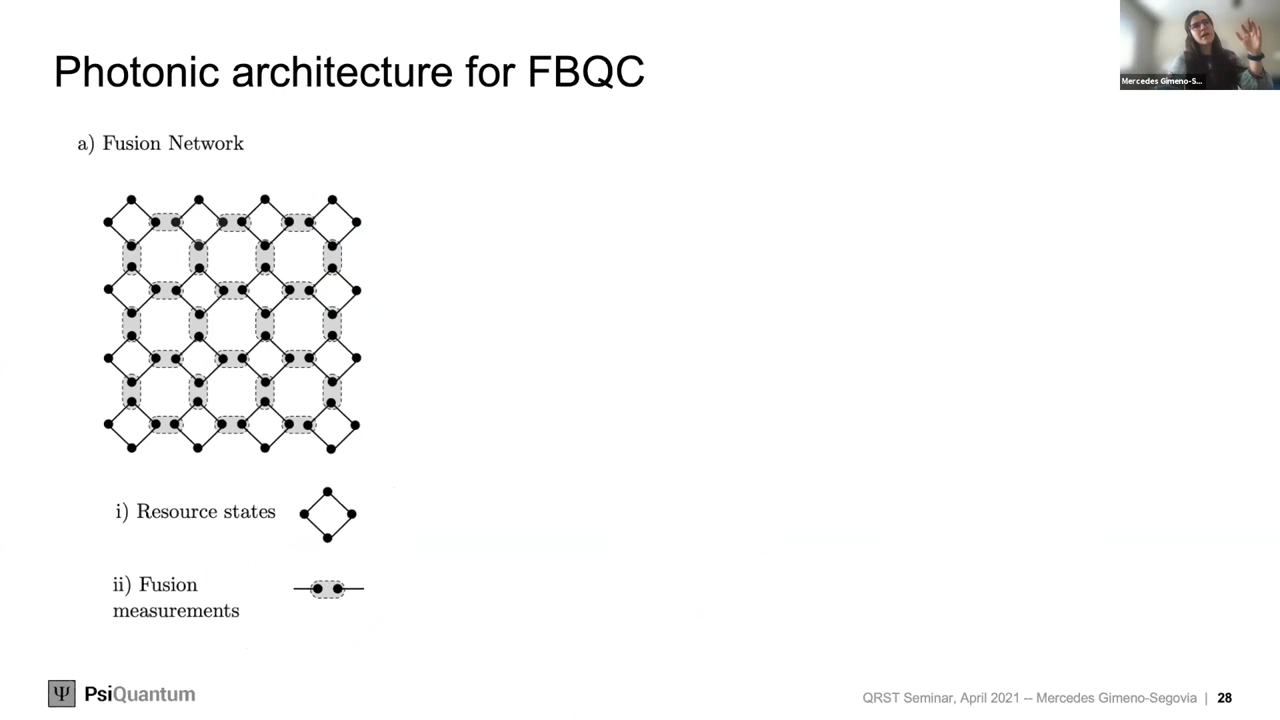 Photonic architecture for FBQC
Mercedes Gimeno-S...
a) Fusion Network
i) Resource states
ii) Fusion
measurements
Ψ PsiQuantum
QRST Seminar, April 2021 -- Mercedes Gimeno-Segovia | 28